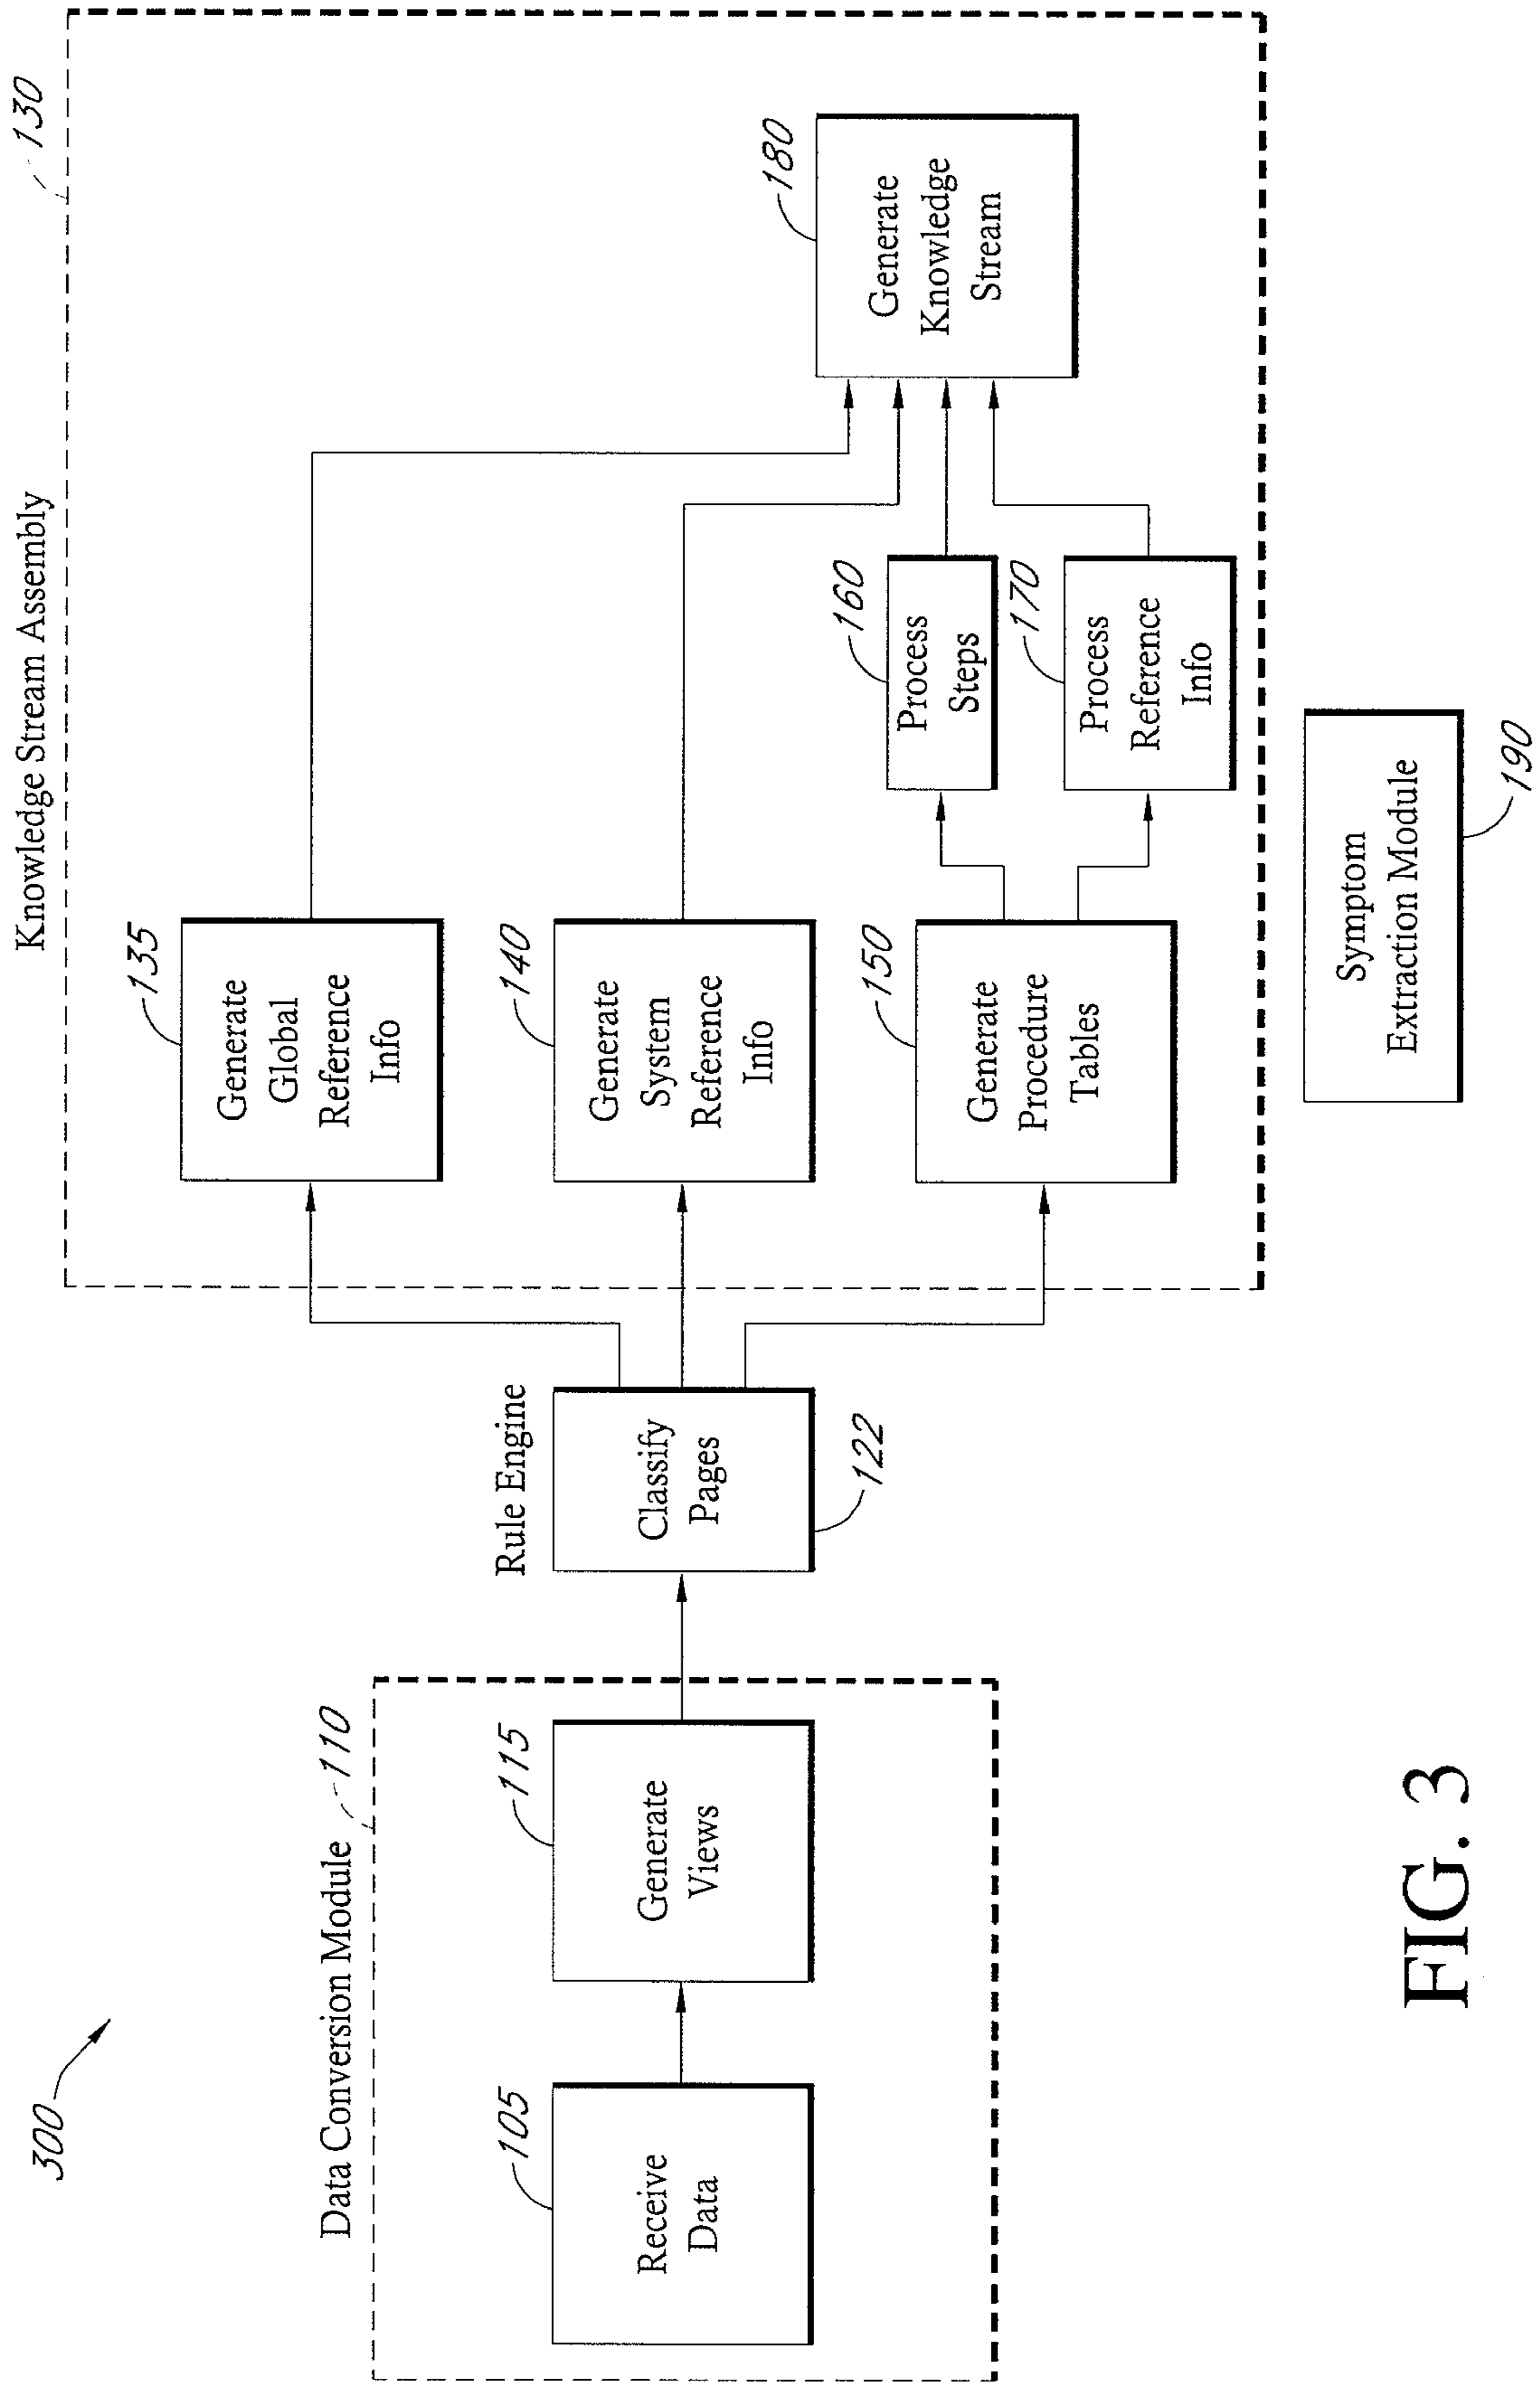 300
Data Conversion Module
110
105
Receive
Data
115
Generate
Views
Rule Engine
Classify
Pages
122
Knowledge Stream Assembly
130
135
Generate
Global
Reference
Info
140
Generate
System
Reference
Info
150
Generate
Procedure
Tables
160
Process
Steps
170
Process
Reference
Info
180
Generate
Knowledge
Stream
Symptom
Extraction Module
190
FIG. 3